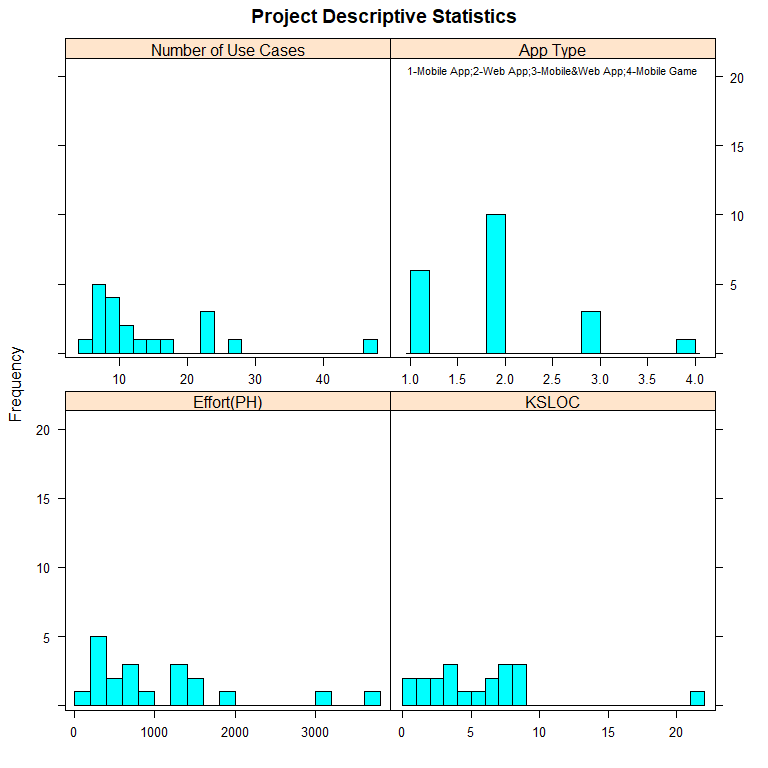 Project Descriptive Statistics
Number of Use Cases
App Type
1-Mobile App;2-Web App;3-Mobile&Web App;4-Mobile Game
20
15
10
5
10 20 30 40
1.0 1.5 2.0 2.5 3.0 3.5 4.0
Frequency
Effort(PH)
KSLOC
20
15
10
5
0 1000 2000 3000
0 5 10 15 20